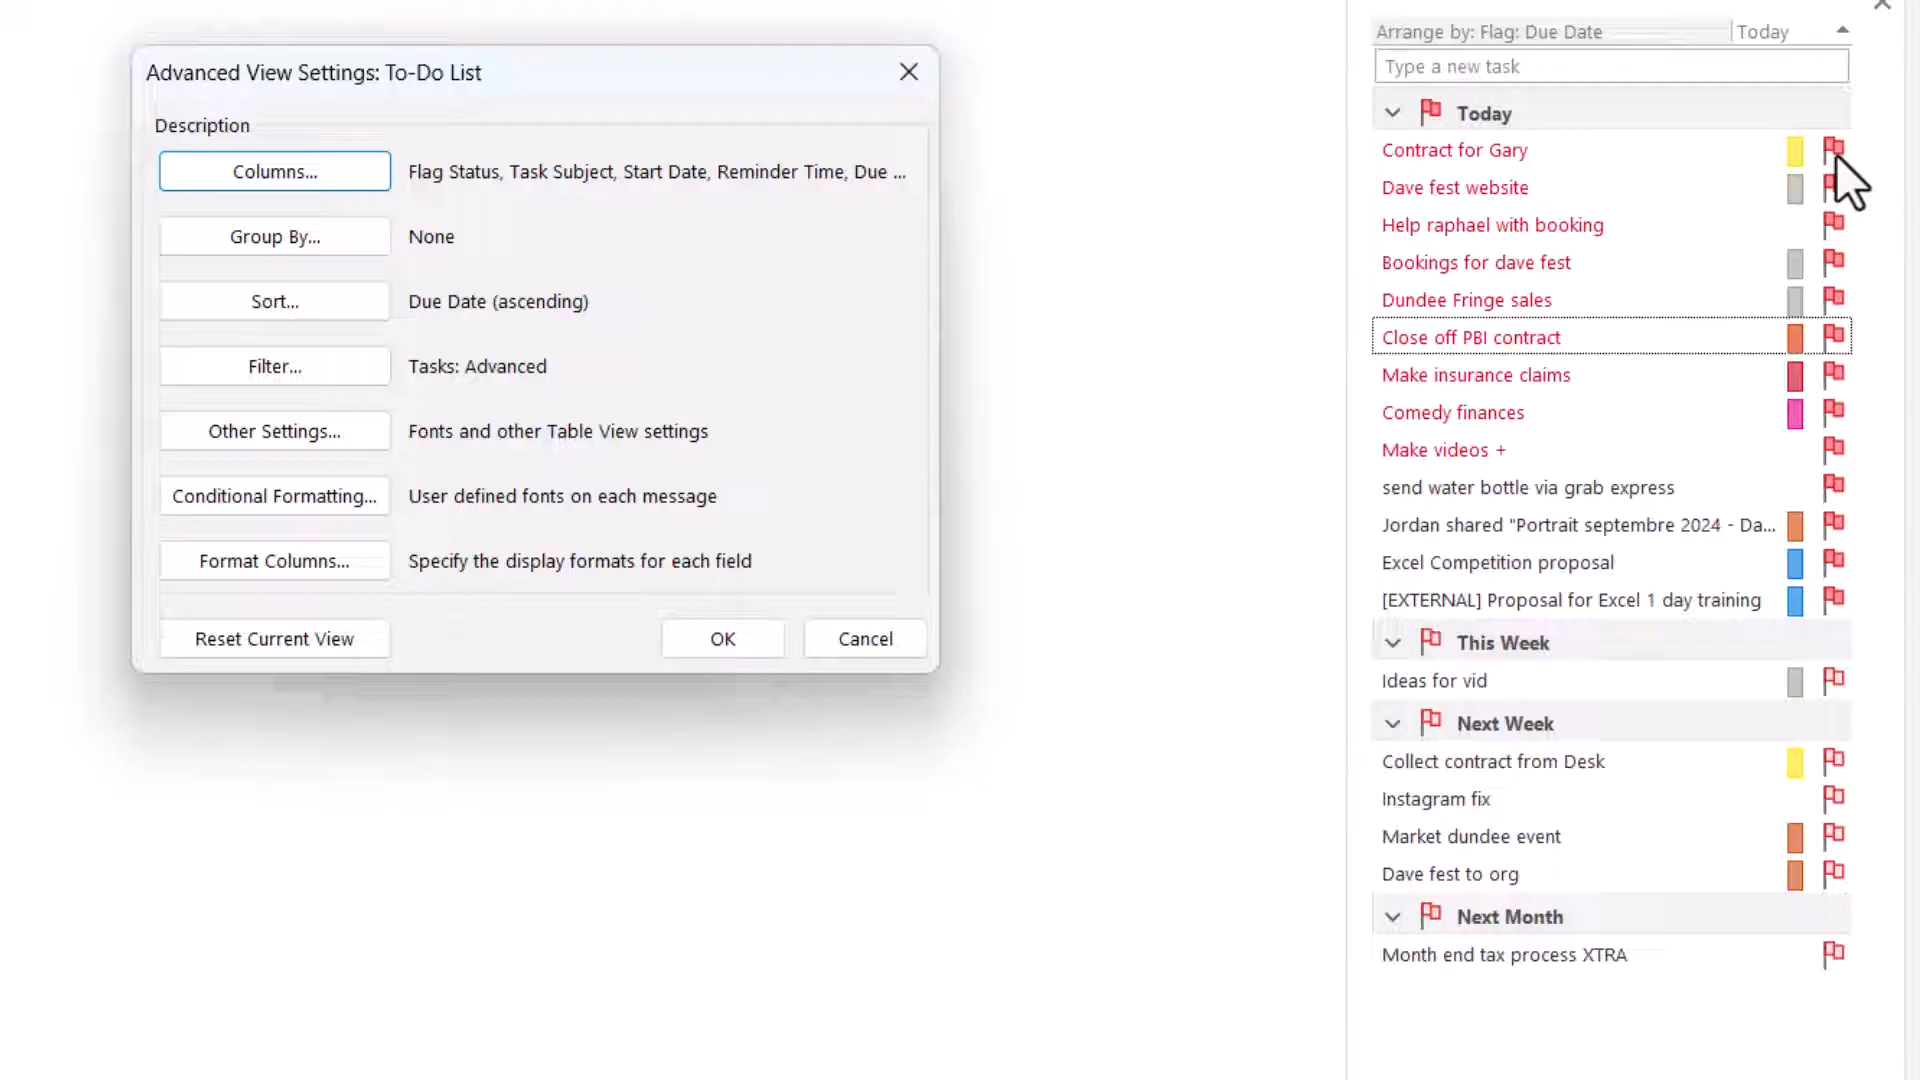 Advanced View Settings: To-Do List
Description
Columns...
Flag Status, Task Subject, Start Date, Reminder Time, Due ...
Group By...
None
Sort...
Due Date (ascending)
Filter...
Tasks: Advanced
Other Settings...
Fonts and other Table View settings
Conditional Formatting...
User defined fonts on each message
Format Columns...
Specify the display formats for each field
Reset Current View
OK
Cancel
Arrange by: Flag: Due Date
Today
Type a new task
Today
Contract for Gary
Dave fest website
Help raphael with booking
Bookings for dave fest
Dundee Fringe sales
Close off PBI contract
Make insurance claims
Comedy finances
Make videos +
send water bottle via grab express
Jordan shared "Portrait septembre 2024 - Da...
Excel Competition proposal
[EXTERNAL] Proposal for Excel 1 day training
This Week
Ideas for vid
Next Week
Collect contract from Desk
Instagram fix
Market dundee event
Dave fest to org
Next Month
Month end tax process XTRA